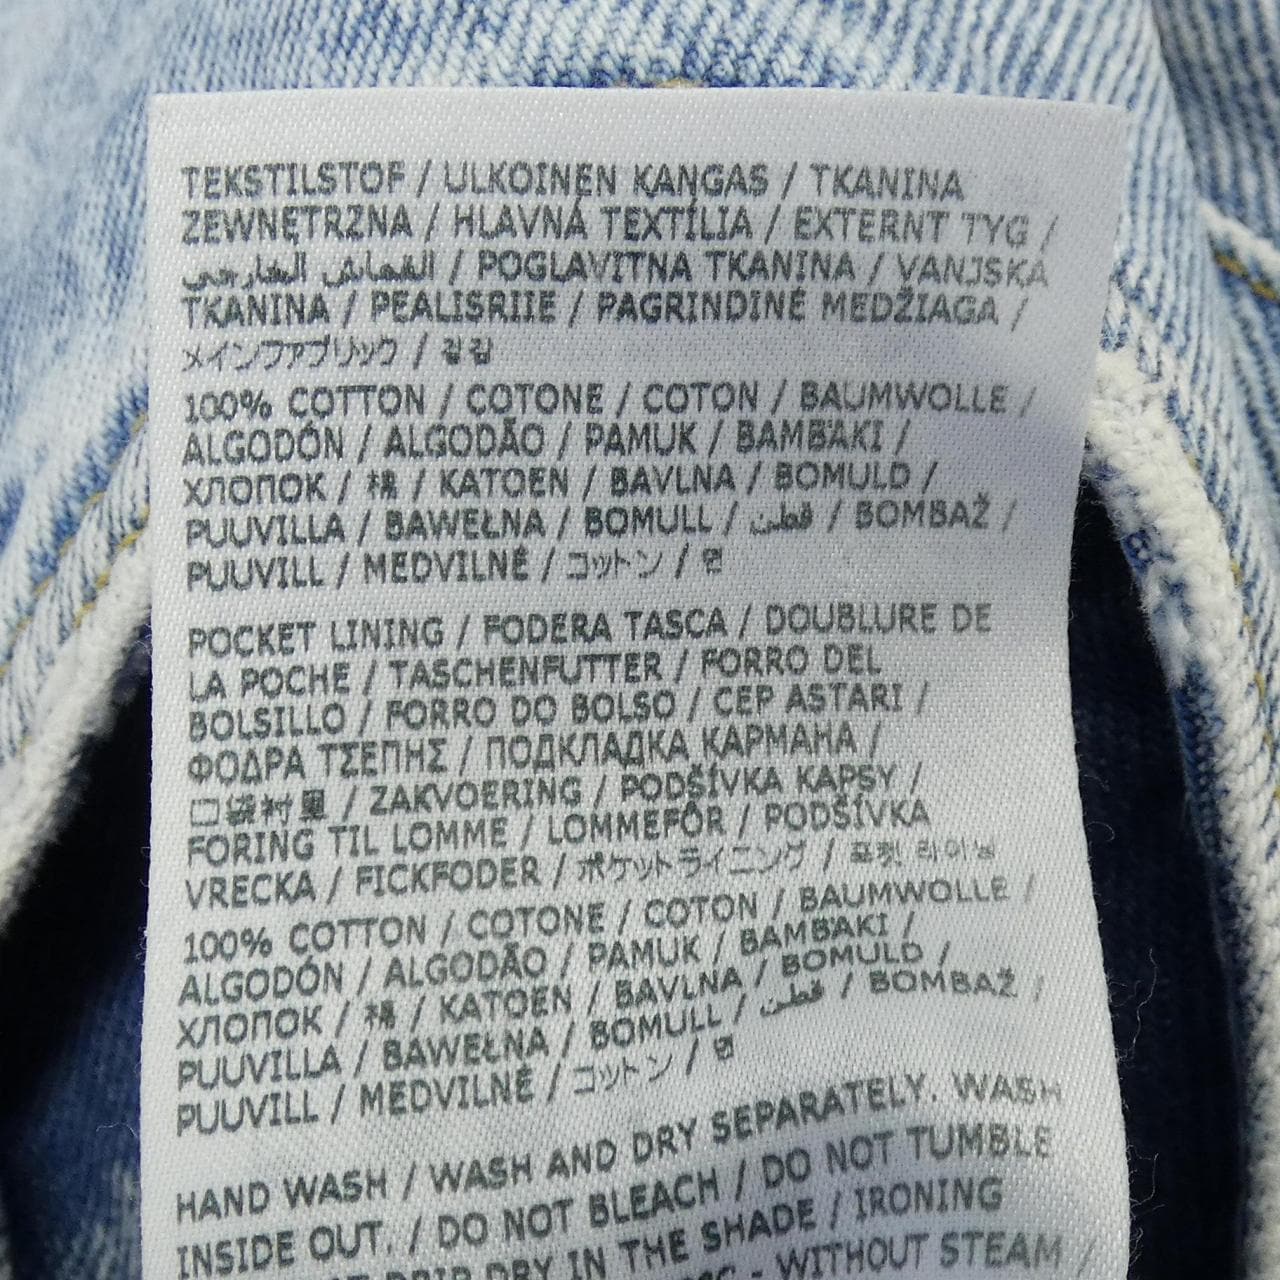 TEKSTILSTOF / ULKOINEN KANGAS / TKANINA
ZEWNĘTRZNA / HLAVNÁ TEXTÍLIA / EXTERNT TYG /
القماش الخارجي / POGLAVITNA TKANINA / VANJSKA
TKANINA / PEALISRIIE / PAGRINDINĖ MEDŽIAGA /
メインファブリック / 겉감
100% COTTON / COTONE / COTON / BAUMWOLLE /
ALGODÓN / ALGODÃO / PAMUK / BAMBAKI /
ХЛОПОК / 棉 / KATOEN / BAVLNA / BOMULD /
PUUVILLA / BAWEŁNA / BOMULL / قطن / BOMBAŽ /
PUUVILL / MEDVILNĖ / コットン / 면
POCKET LINING / FODERA TASCA / DOUBLURE DE
LA POCHE / TASCHENFUTTER / FORRO DEL
BOLSILLO / FORRO DO BOLSO / CEP ASTARI /
ΦΟΔΡΑ ΤΣΕΠΗΣ / ПОДКЛАДКА КАРМАНА /
口袋衬里 / ZAKVOERING / PODŠÍVKA KAPSY /
FORING TIL LOMME / LOMMEFÔR / PODŠÍVKA
VRECKA / FICKFODER / ポケットライニング / 포켓 라이닝
100% COTTON / COTONE / COTON / BAUMWOLLE /
ALGODÓN / ALGODÃO / PAMUK / BAMBAKI /
ХЛОПОК / 棉 / KATOEN / BAVLNA / BOMULD /
PUUVILLA / BAWEŁNA / BOMULL / قطن / BOMBAŽ /
PUUVILL / MEDVILNĖ / コットン / 면
HAND WASH / WASH AND DRY SEPARATELY. WASH
INSIDE OUT. / DO NOT BLEACH / DO NOT TUMBLE
DRIP DRY IN THE SHADE / IRONING
- WITHOUT STEAM /